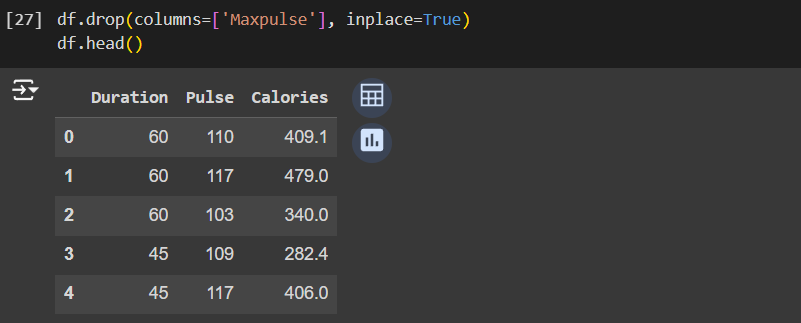 [27] df.drop(columns=['Maxpulse'], inplace=True)
df.head()
Duration Pulse Calories
0 60 110 409.1
1 60 117 479.0
2 60 103 340.0
3 45 109 282.4
4 45 117 406.0